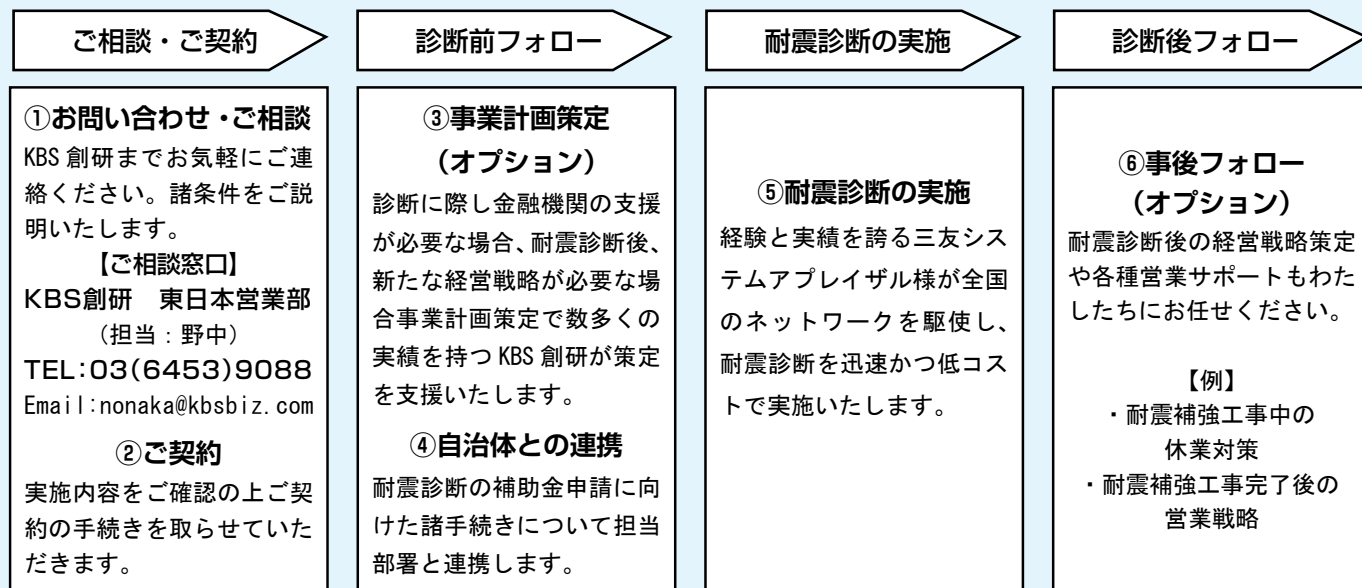 ご相談・ご契約
①お問い合わせ・ご相談
KBS創研までお気軽にご連
絡ください。諸条件をご説
明いたします。
【ご相談窓口】
KBS創研　東日本営業部
（担当：野中）
TEL:03(6453)9088
Email:nonaka@kbsbiz.com
②ご契約
実施内容をご確認の上ご契
約の手続きを取らせていた
だきます。
診断前フォロー
③事業計画策定
（オプション）
診断に際し金融機関の支援
が必要な場合、耐震診断後、
新たな経営戦略が必要な場
合事業計画策定で数多くの
実績を持つKBS創研が策定
を支援いたします。
④自治体との連携
耐震診断の補助金申請に向
けた諸手続きについて担当
部署と連携します。
耐震診断の実施
⑤耐震診断の実施
経験と実績を誇る三友シス
テムアプレイザル様が全国
のネットワークを駆使し、
耐震診断を迅速かつ低コス
トで実施いたします。
診断後フォロー
⑥事後フォロー
（オプション）
耐震診断後の経営戦略策定
や各種営業サポートもわた
したちにお任せください。
【例】
・耐震補強工事中の
休業対策
・耐震補強工事完了後の
営業戦略